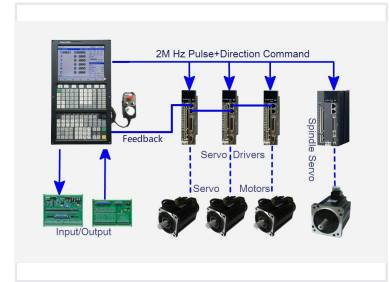 2M Hz Pulse+Direction Command
Feedback
Servo Drivers
Spindle Servo
Servo Motors
Input/Output